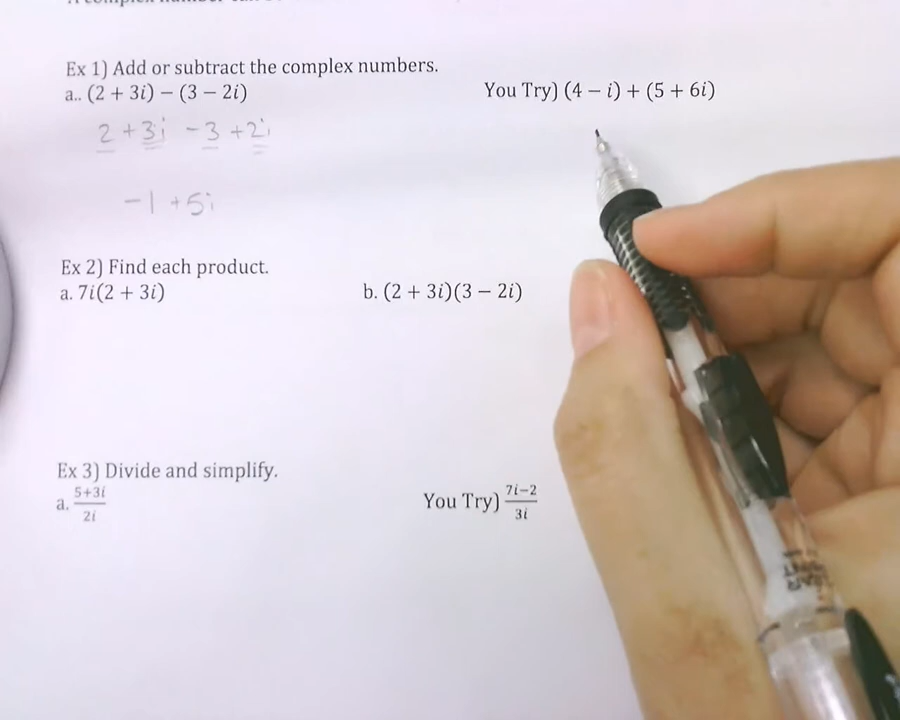 Ex 1) Add or subtract the complex numbers.
a.. (2 + 3i) − (3 − 2i)
You Try) (4 − i) + (5 + 6i)
2 + 3i − 3 + 2i
−1 + 5i
Ex 2) Find each product.
a. 7i(2 + 3i)
b. (2 + 3i)(3 − 2i)
Ex 3) Divide and simplify.
a. 5+3i
2i
You Try) 7i−2
3i